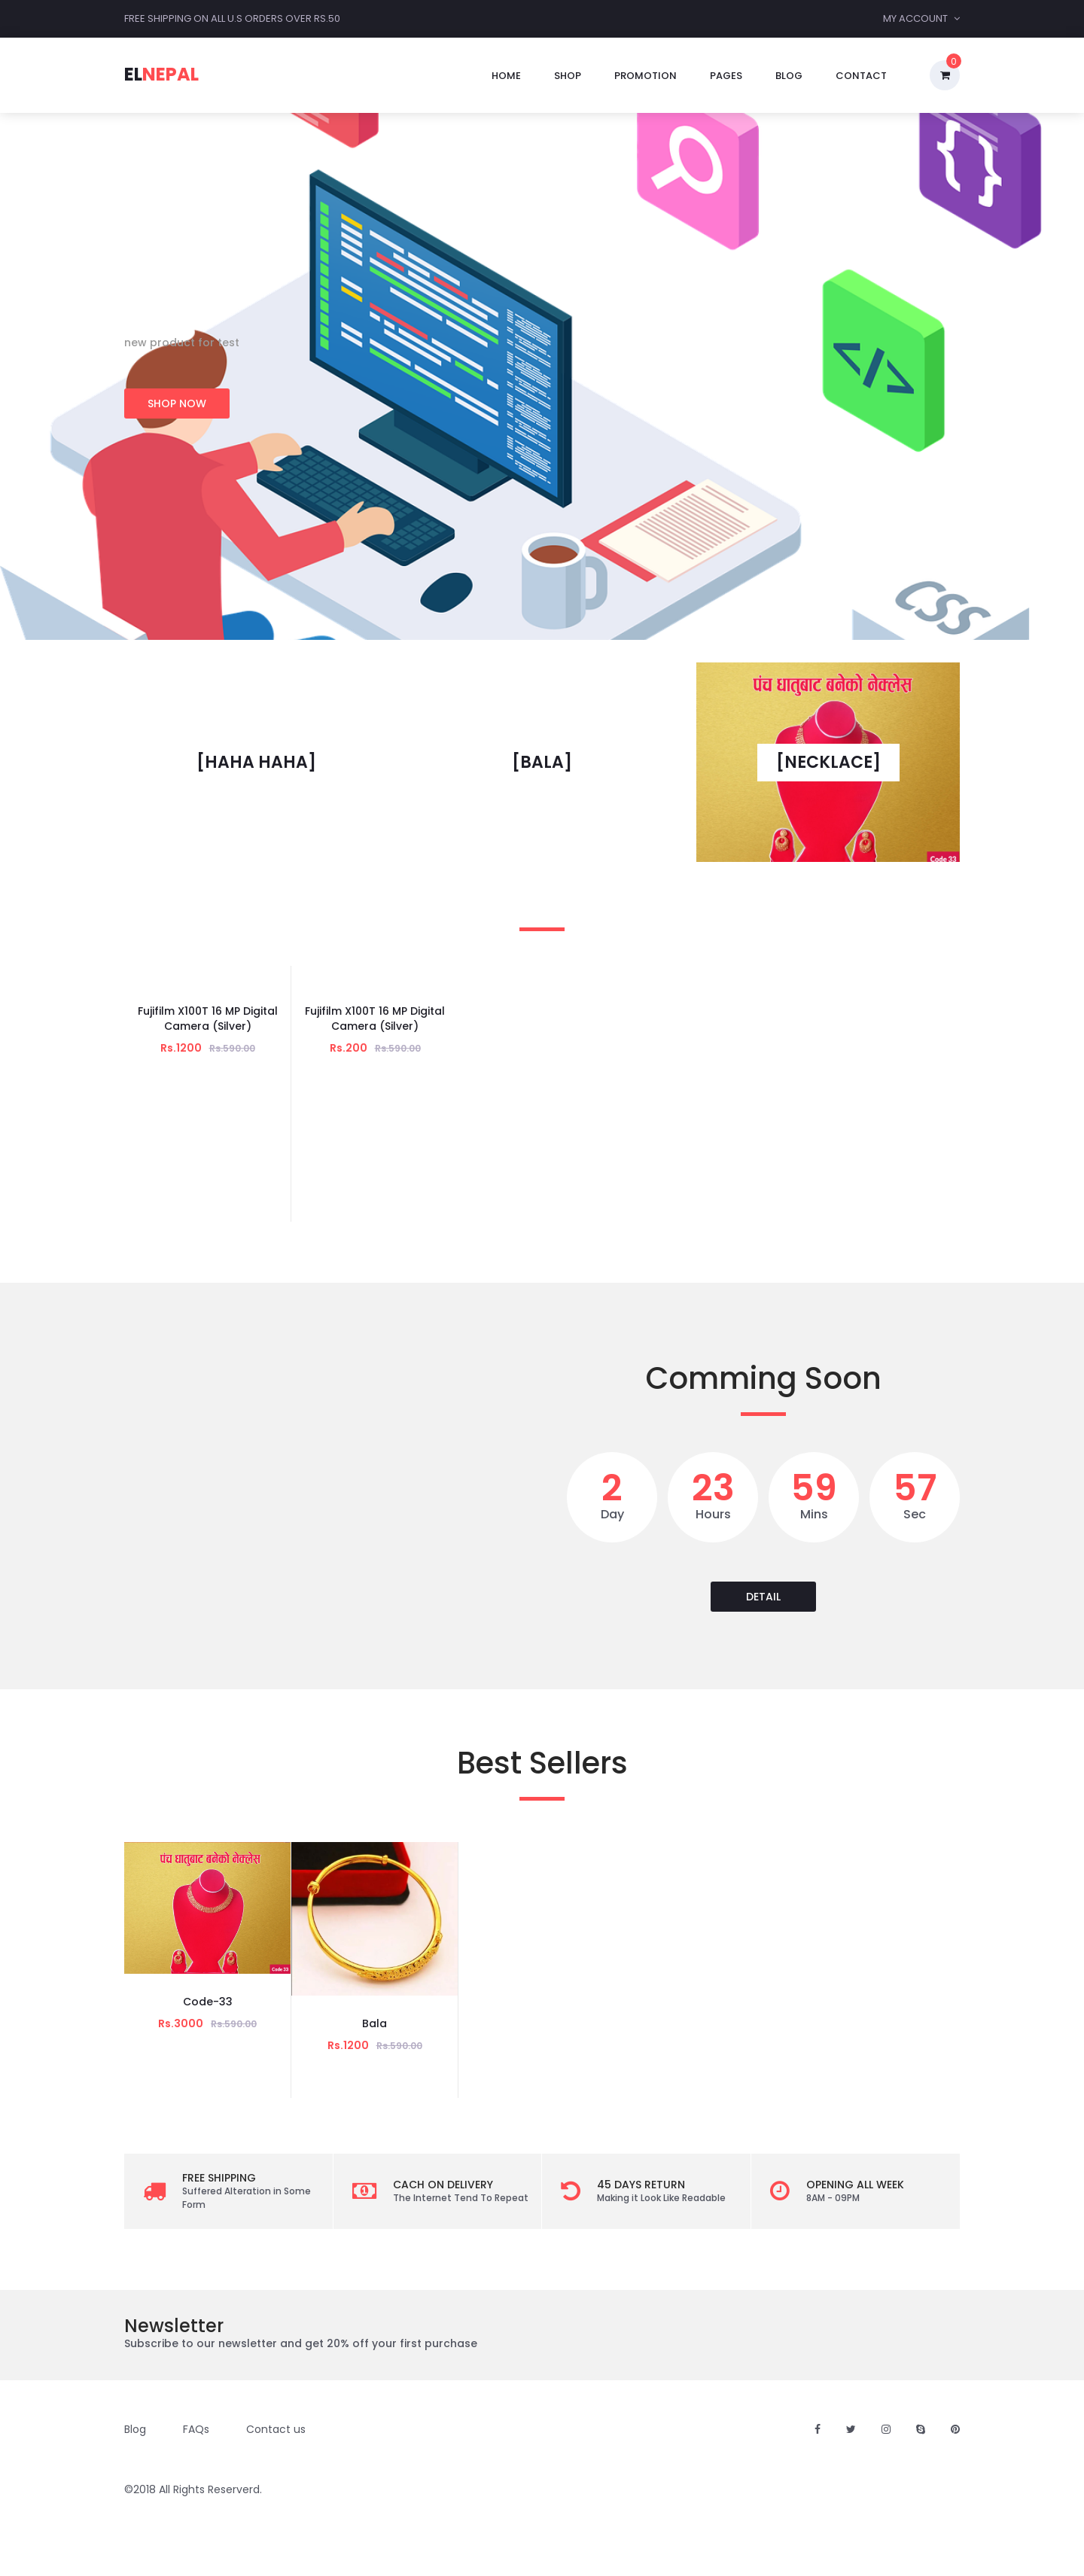 FREE SHIPPING ON ALL U.S ORDERS OVER RS.50
MY ACCOUNT
ELNEPAL
HOME
SHOP
PROMOTION
PAGES
BLOG
CONTACT
0
new product for test
SHOP NOW
CSS
[HAHA HAHA]
[BALA]
पंच धातुबाट बनेको नेक्लेस
[NECKLACE]
Code 33
Fujifilm X100T 16 MP Digital
Camera (Silver)
Rs.1200 Rs.590.00
Fujifilm X100T 16 MP Digital
Camera (Silver)
Rs.200 Rs.590.00
Comming Soon
2
Day
23
Hours
59
Mins
57
Sec
DETAIL
Best Sellers
पंच धातुबाट बनेको नेक्लेस
Code 33
Code-33
Rs.3000 Rs.590.00
Bala
Rs.1200 Rs.590.00
FREE SHIPPING
Suffered Alteration in Some
Form
CACH ON DELIVERY
The Internet Tend To Repeat
45 DAYS RETURN
Making it Look Like Readable
OPENING ALL WEEK
8AM - 09PM
Newsletter
Subscribe to our newsletter and get 20% off your first purchase
Blog
FAQs
Contact us
©2018 All Rights Reserverd.